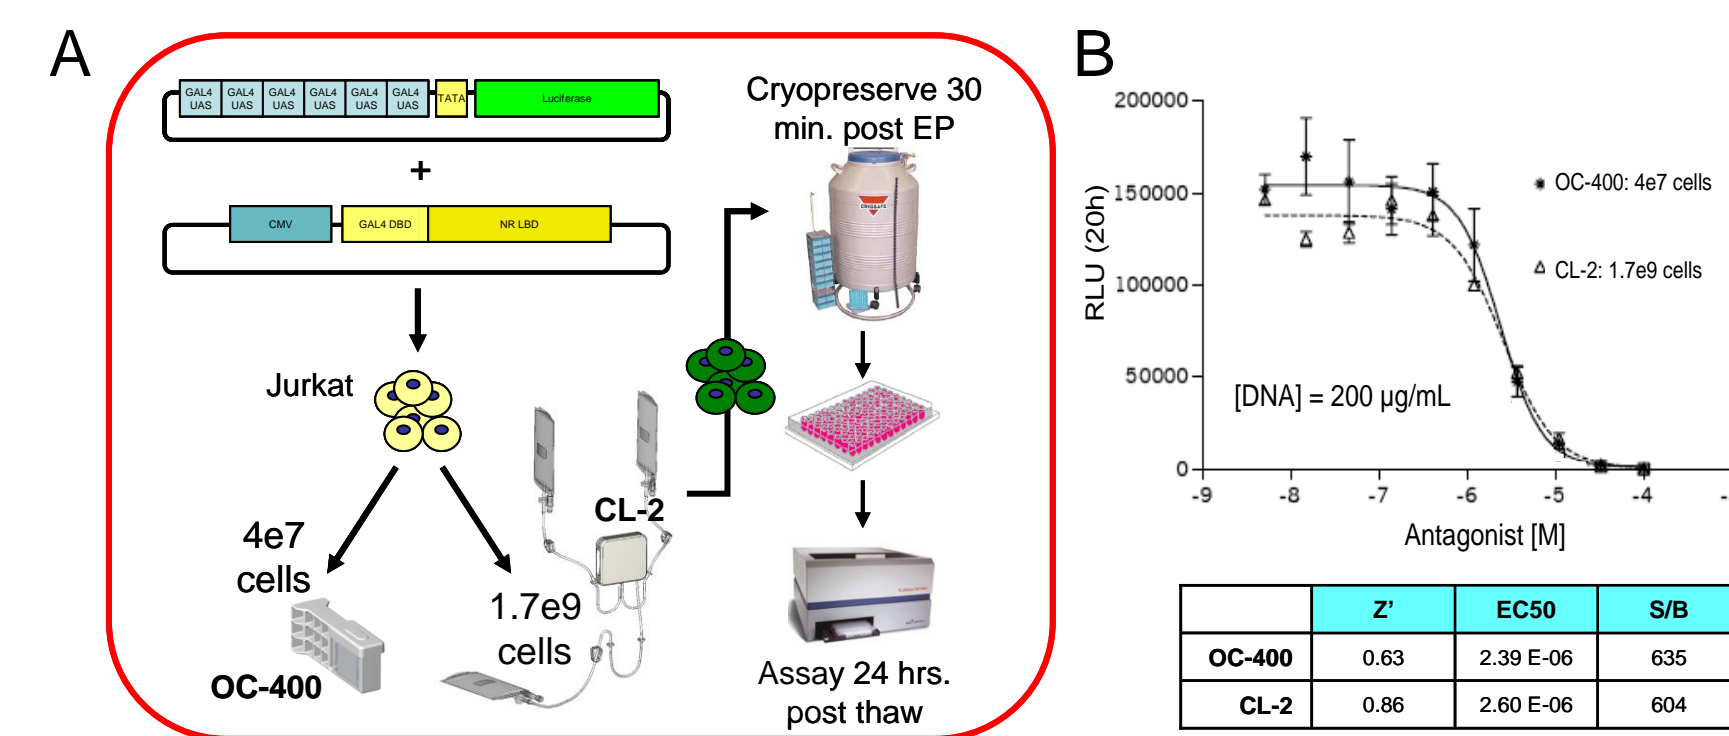 A
GAL4 UAS GAL4 UAS GAL4 UAS GAL4 UAS GAL4 UAS GAL4 UAS TATA Luciferase
+
CMV GAL4 DBD NR LBD
Jurkat
4e7
cells
OC-400
1.7e9
cells
CL-2
Cryopreserve 30
min. post EP
Assay 24 hrs.
post thaw
B
200000
150000
100000
50000
0
RLU (20h)
-9 -8 -7 -6 -5 -4
Antagonist [M]
[DNA] = 200 µg/mL
OC-400: 4e7 cells
CL-2: 1.7e9 cells
Z’ EC50 S/B
OC-400 0.63 2.39 E-06 635
CL-2 0.86 2.60 E-06 604